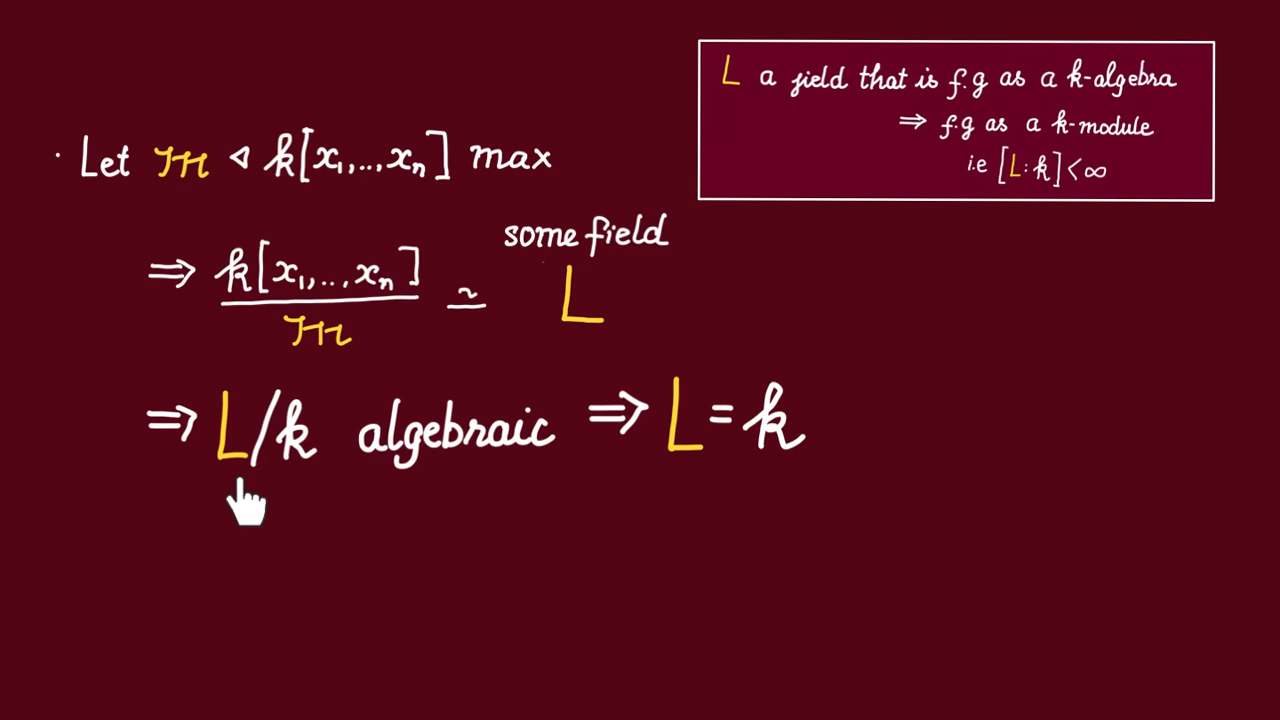 L a field that is f.g as a k-algebra
⇒ f.g as a k-module
i.e [L:k] < ∞
· Let m ◁ k[x₁,..,xₙ] max
some field
⇒ k[x₁,..,xₙ] / m ≃ L
⇒ L/k algebraic ⇒ L = k